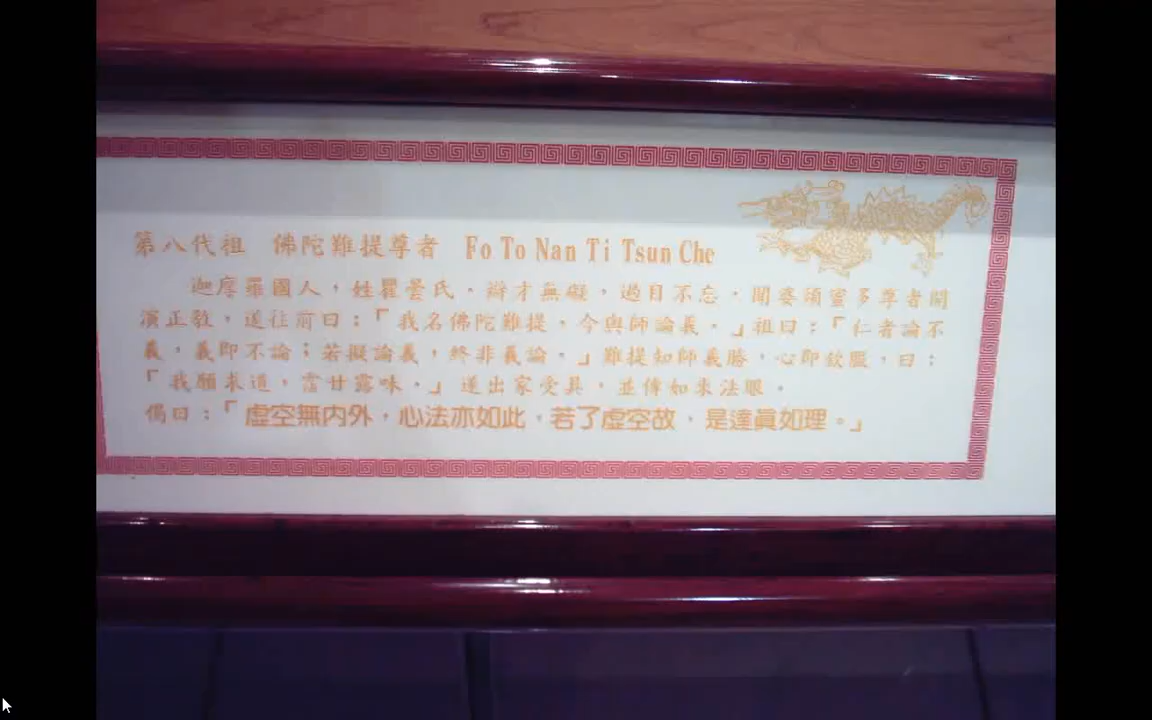 第八代祖 佛陀難提尊者 Fo To Nan Ti Tsun Che
迦摩羅國人，姓瞿曇氏。辯才無礙，過目不忘。聞婆須蜜多尊者開
演正教，遂往前曰：「我名佛陀難提，今與師論義。」祖曰：「仁者論不
義，義即不論；若擬論義，終非義論。」難提知師義勝，心即欽服，曰：
「我願求道，霑甘露味。」遂出家受具，並傳如來法眼。
偈曰：「虛空無內外，心法亦如此，若了虛空故，是達眞如理。」